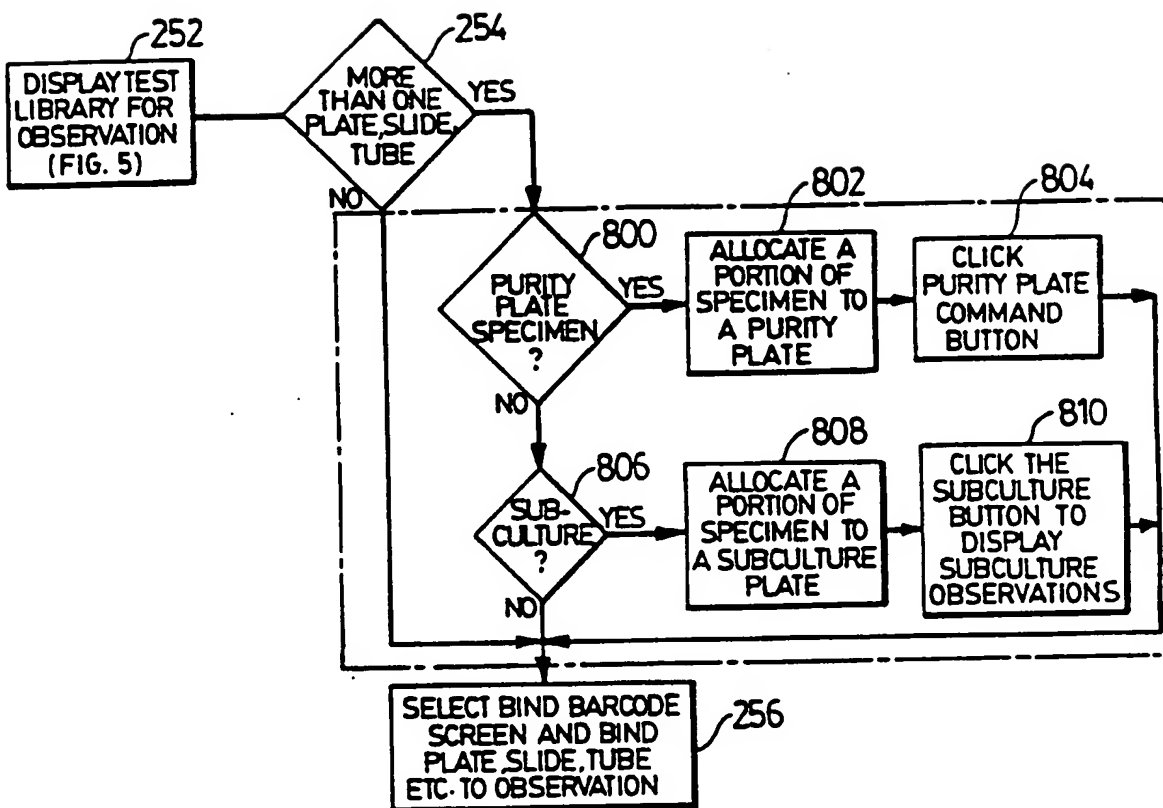 252
DISPLAY TEST
LIBRARY FOR
OBSERVATION
(FIG. 5)
254
MORE
THAN ONE
PLATE,SLIDE,
TUBE
YES
NO
800
PURITY
PLATE
SPECIMEN
?
YES
NO
802
ALLOCATE A
PORTION OF
SPECIMEN TO
A PURITY
PLATE
804
CLICK
PURITY PLATE
COMMAND
BUTTON
806
SUB-
CULTURE
?
YES
NO
808
ALLOCATE A
PORTION OF
SPECIMEN TO
A SUBCULTURE
PLATE
810
CLICK THE
SUBCULTURE
BUTTON TO
DISPLAY
SUBCULTURE
OBSERVATIONS
SELECT BIND BARCODE
SCREEN AND BIND
PLATE,SLIDE,TUBE
ETC. TO OBSERVATION
256